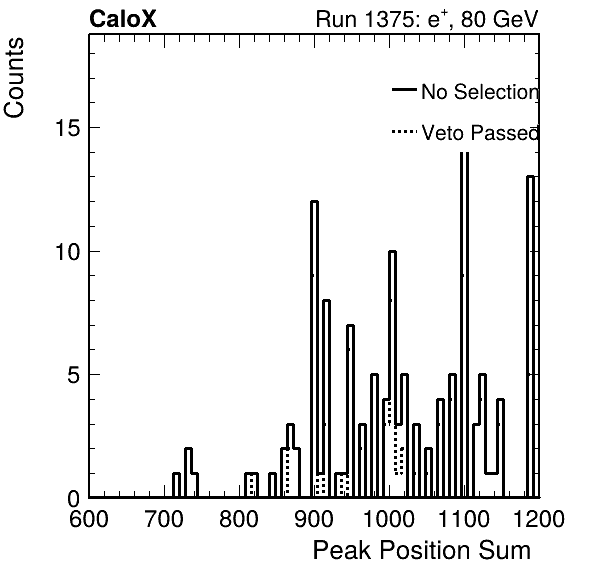 CaloX Run 1375: e+, 80 GeV
Counts
No Selection
Veto Passed
15
10
5
0
600 700 800 900 1000 1100 1200
Peak Position Sum